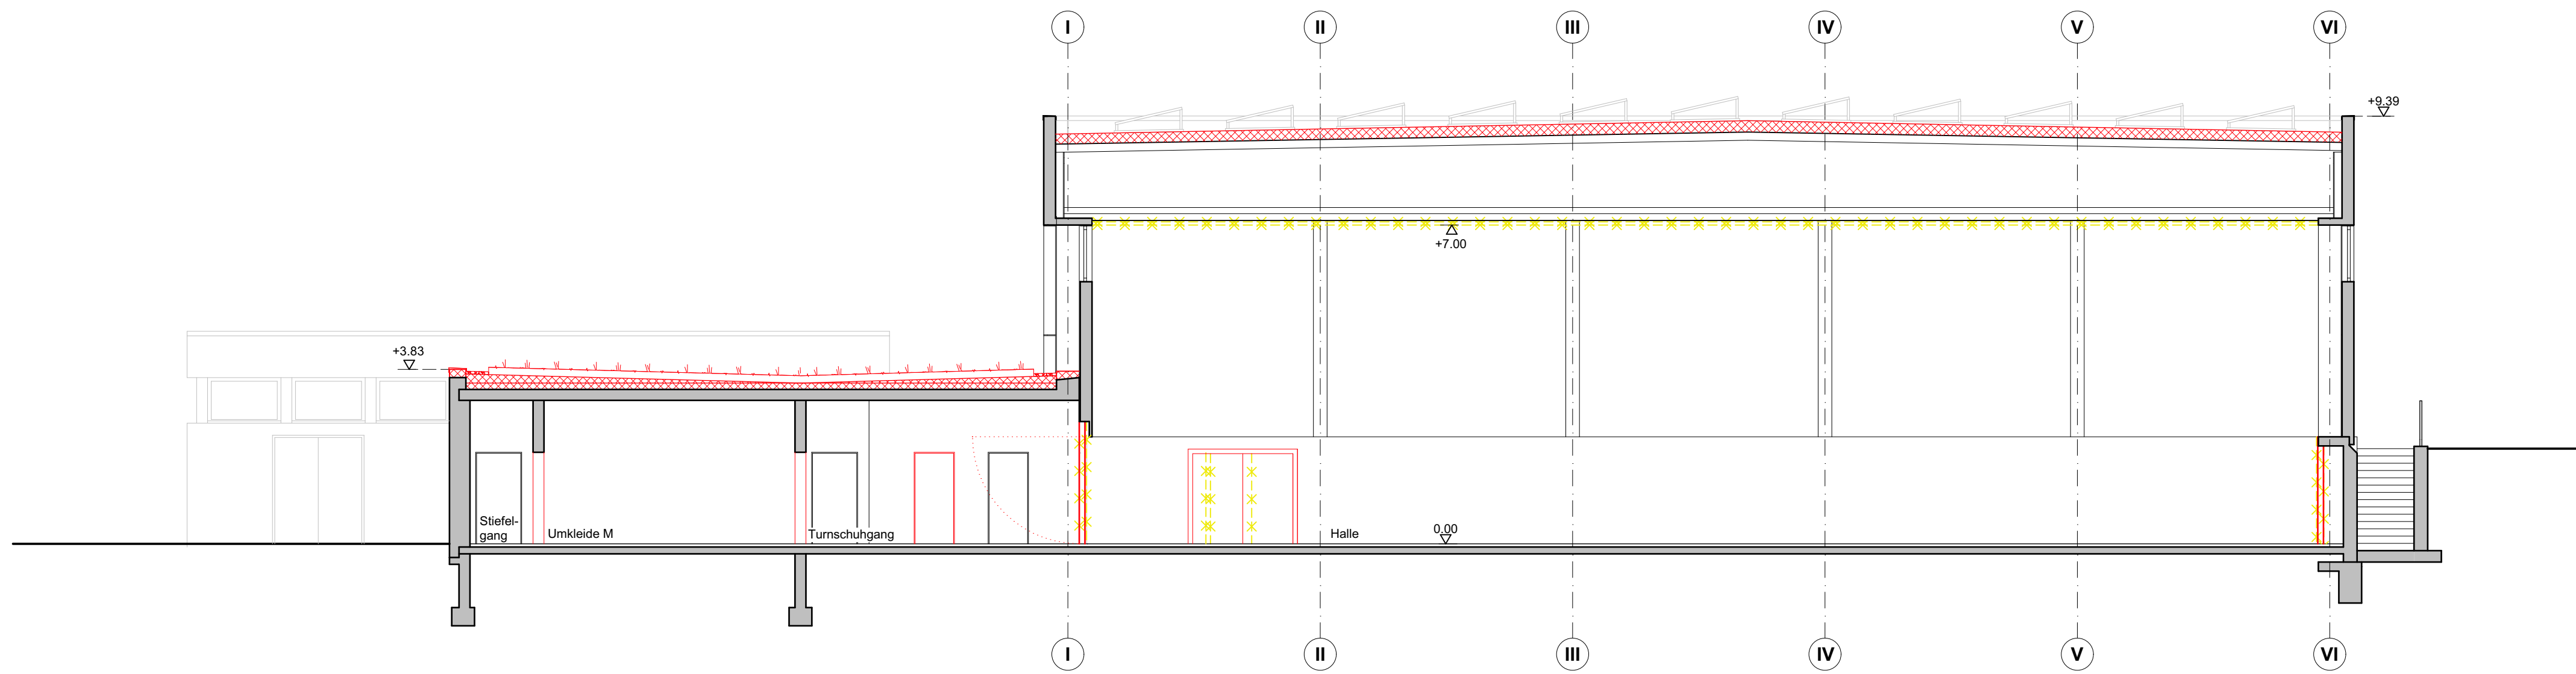 I II III IV V VI
+9.39
+7.00
+3.83
Stiefel-
gang
Umkleide M
Turnschuhgang
Halle
0.00
I II III IV V VI